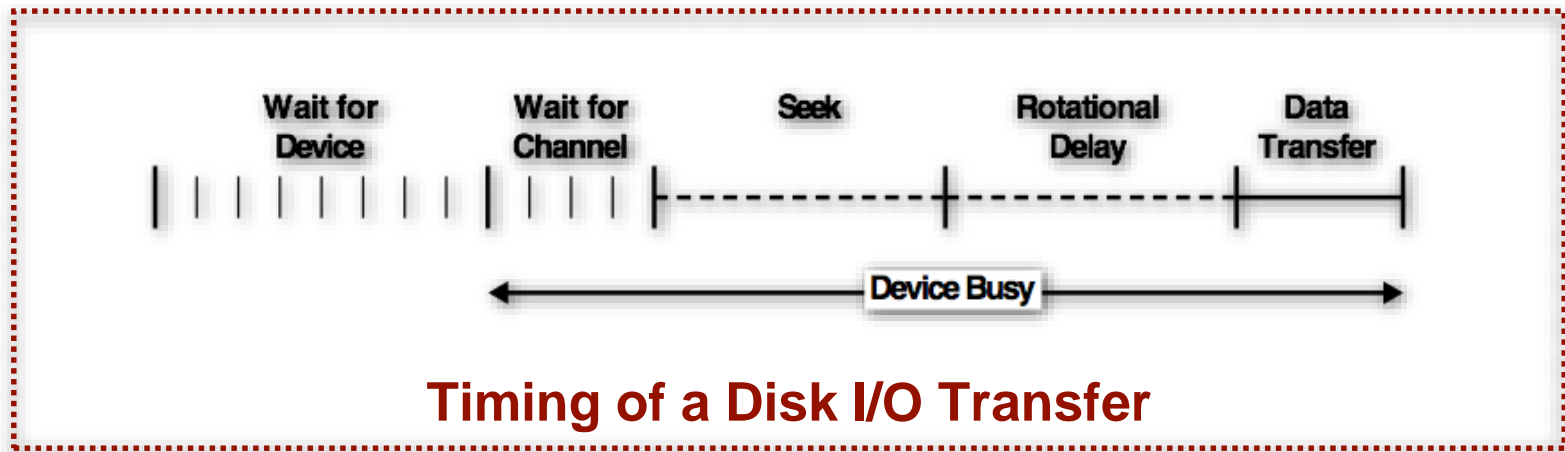 Wait for
Device
Wait for
Channel
Seek
Rotational
Delay
Data
Transfer
Device Busy
Timing of a Disk I/O Transfer